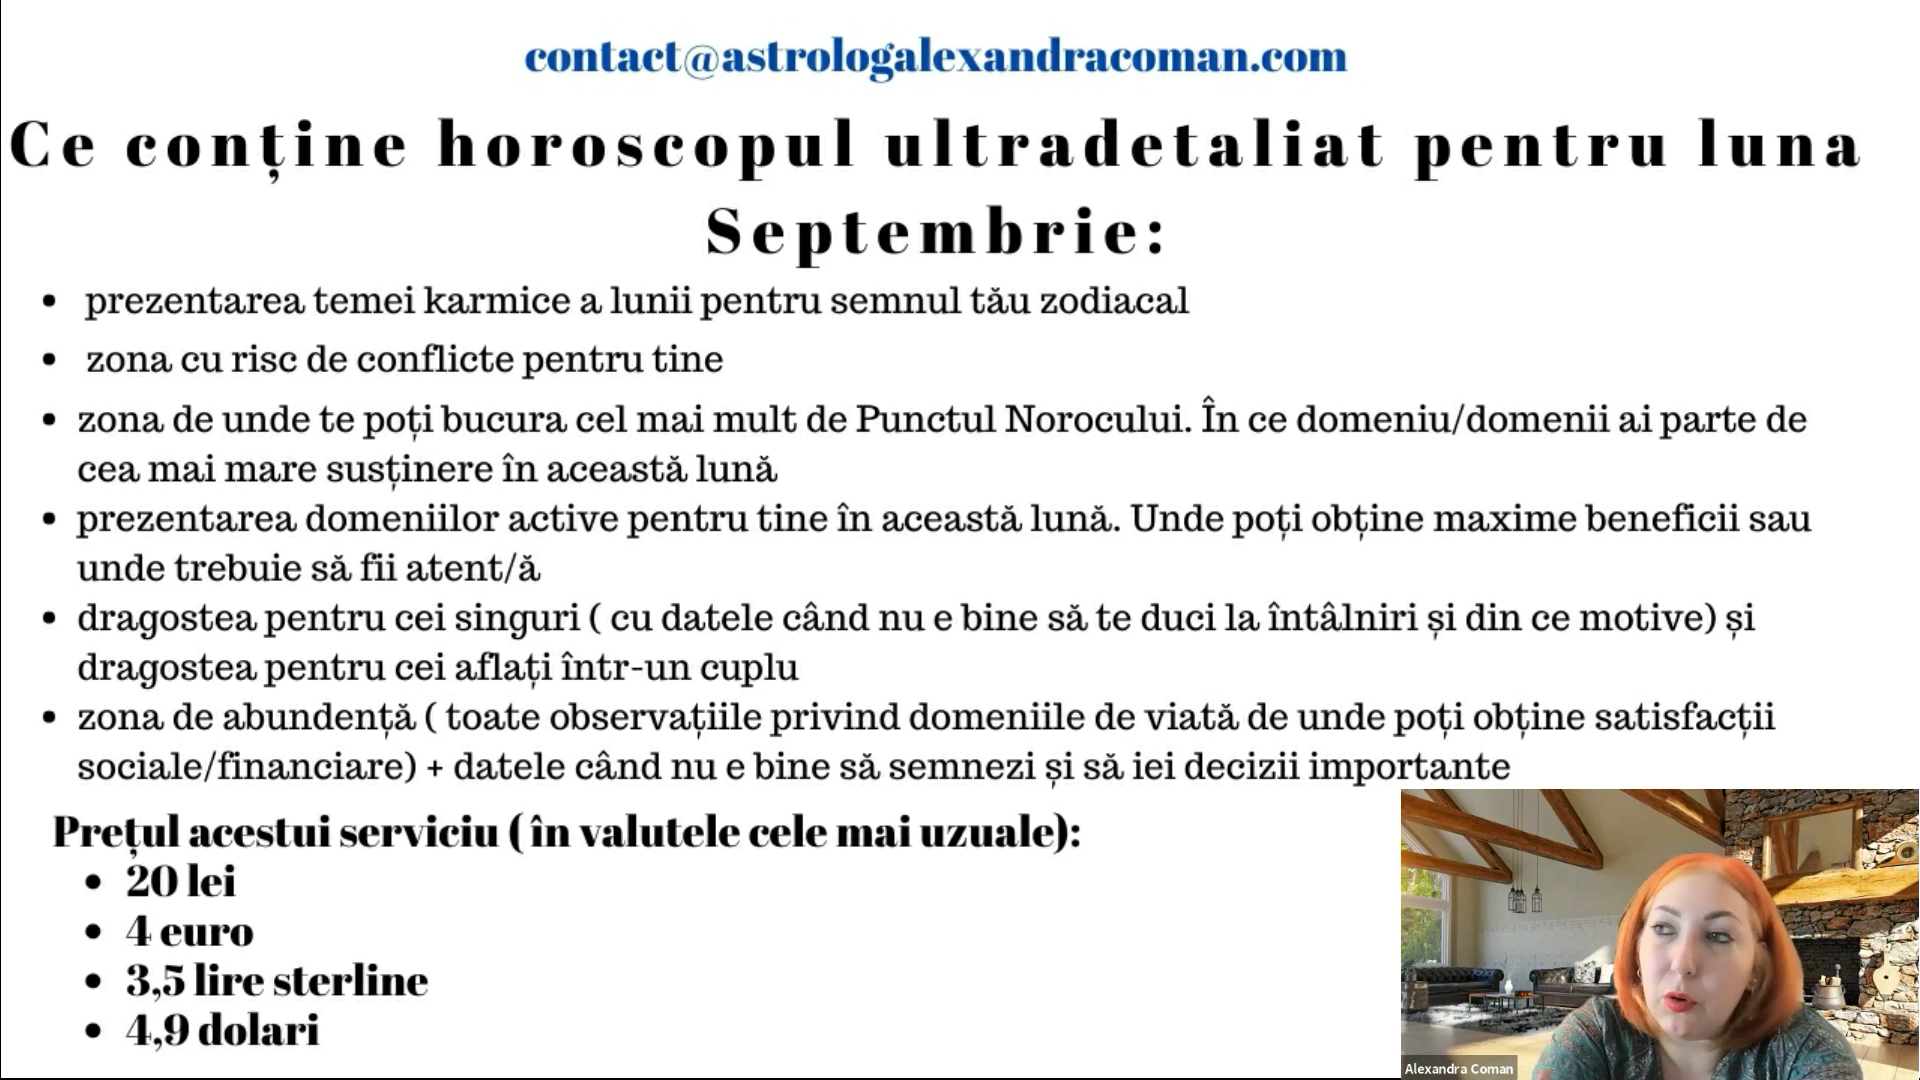 contact@astrologalexandracoman.com
Ce conține horoscopul ultradetaliat pentru luna
Septembrie:
• prezentarea temei karmice a lunii pentru semnul tău zodiacal
• zona cu risc de conflicte pentru tine
• zona de unde te poți bucura cel mai mult de Punctul Norocului. În ce domeniu/domenii ai parte de
cea mai mare susținere în această lună
• prezentarea domeniilor active pentru tine în această lună. Unde poți obține maxime beneficii sau
unde trebuie să fii atent/ă
• dragostea pentru cei singuri ( cu datele când nu e bine să te duci la întâlniri și din ce motive) și
dragostea pentru cei aflați într-un cuplu
• zona de abundență ( toate observațiile privind domeniile de viată de unde poți obține satisfacții
sociale/financiare) + datele când nu e bine să semnezi și să iei decizii importante
Prețul acestui serviciu ( în valutele cele mai uzuale):
• 20 lei
• 4 euro
• 3,5 lire sterline
• 4,9 dolari
Alexandra Coman